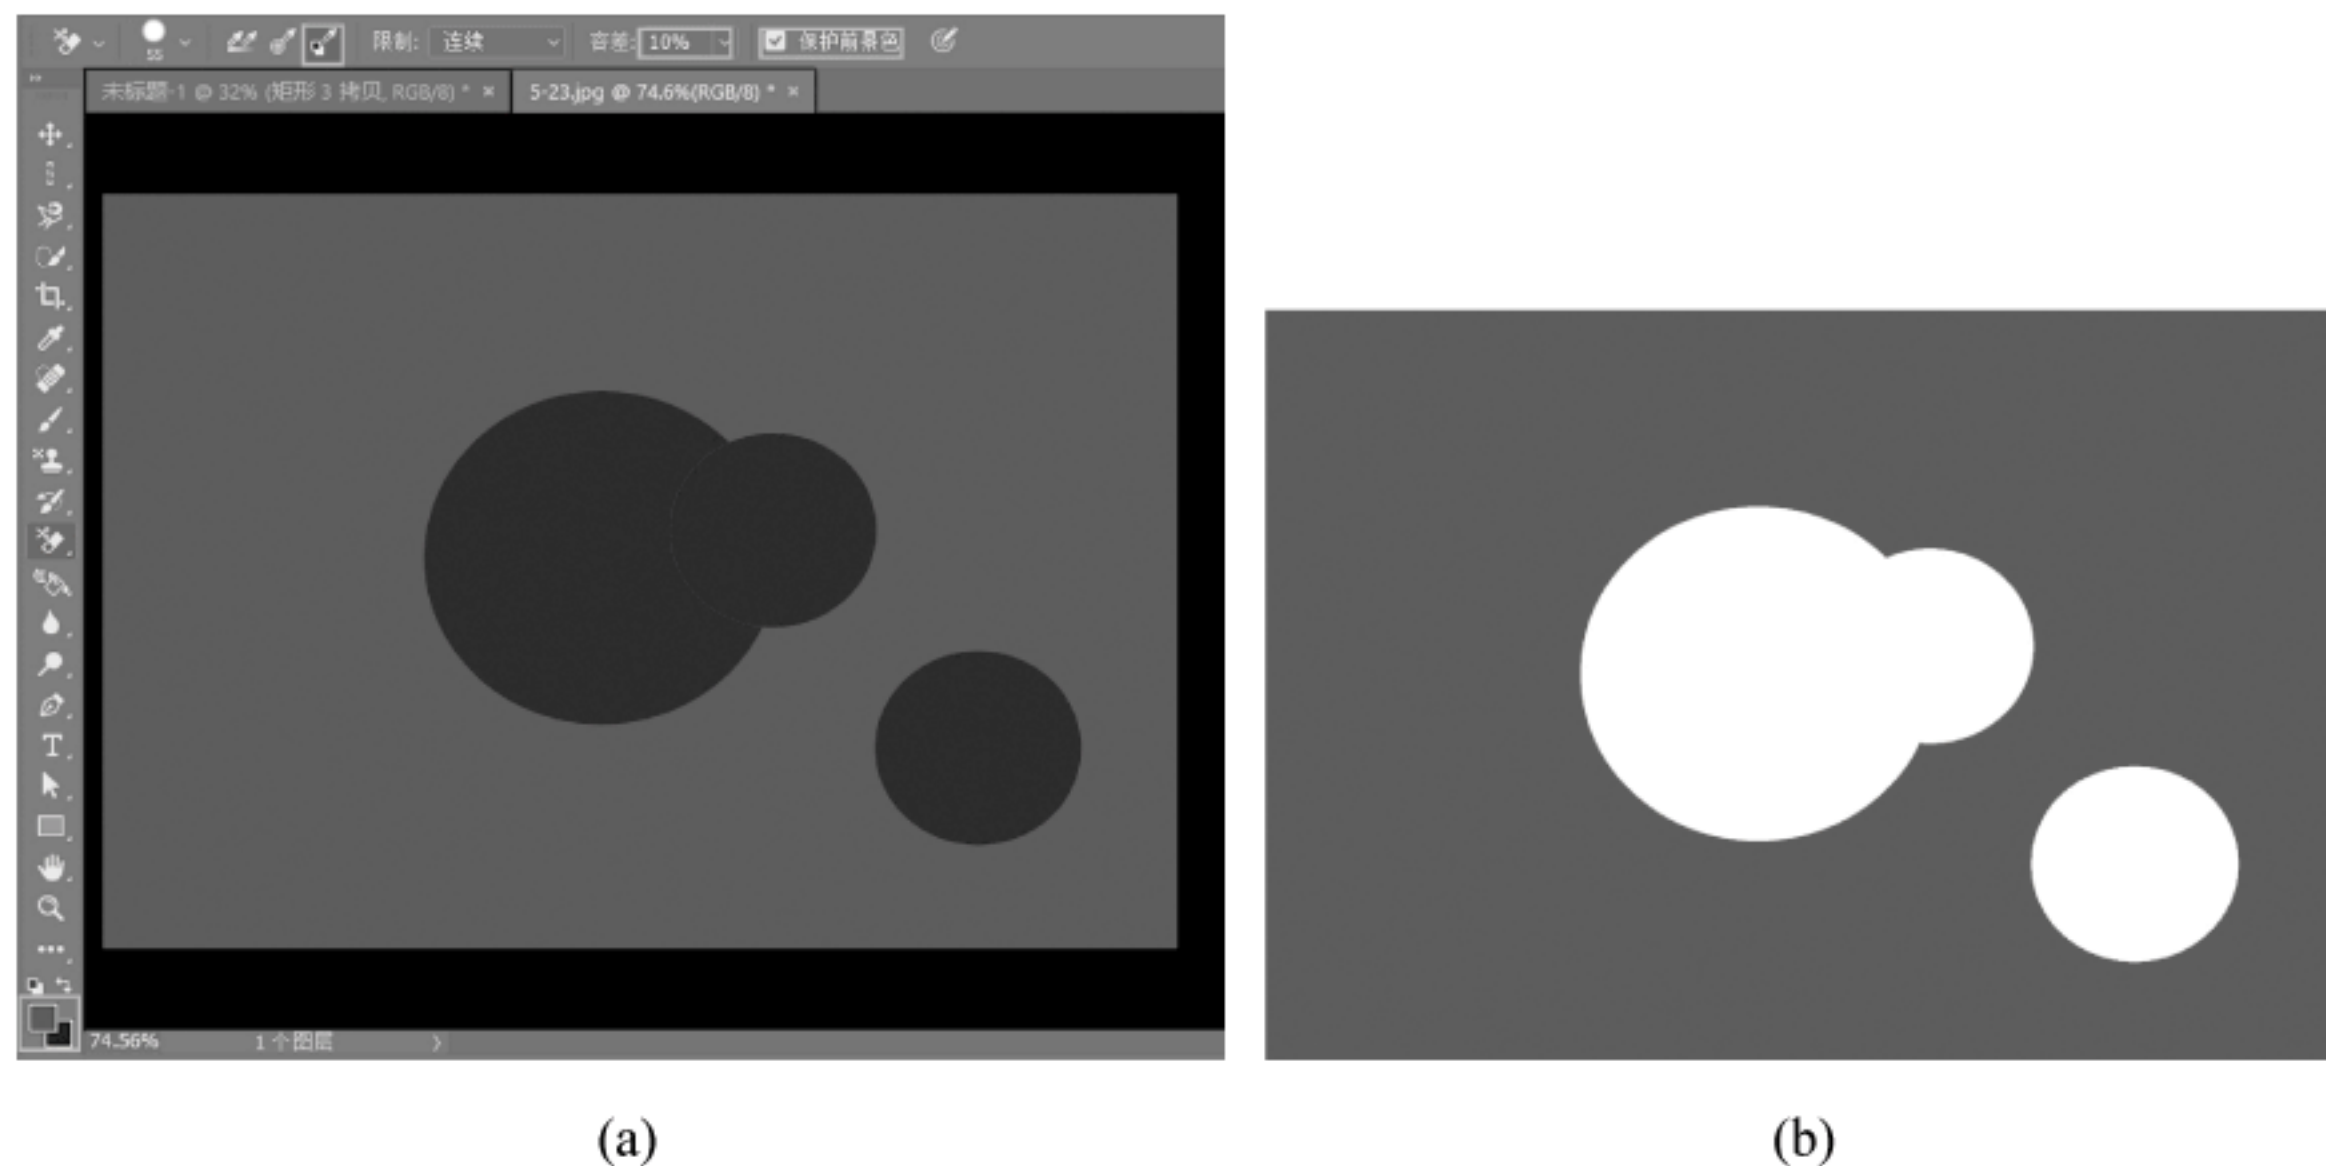 55 限制: 连续 容差: 10% 保护前景色
未标题-1 @ 32% (矩形 3 拷贝, RGB/8) * × 5-23.jpg @ 74.6%(RGB/8) * ×
74.56% 1 个图层
(a) (b)